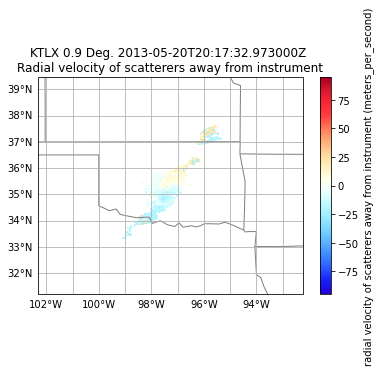 KTLX 0.9 Deg. 2013-05-20T20:17:32.973000Z
Radial velocity of scatterers away from instrument
39°N
38°N
37°N
36°N
35°N
34°N
33°N
32°N
102°W
100°W
98°W
96°W
94°W
75
50
25
0
−25
−50
−75
radial velocity of scatterers away from instrument (meters_per_second)